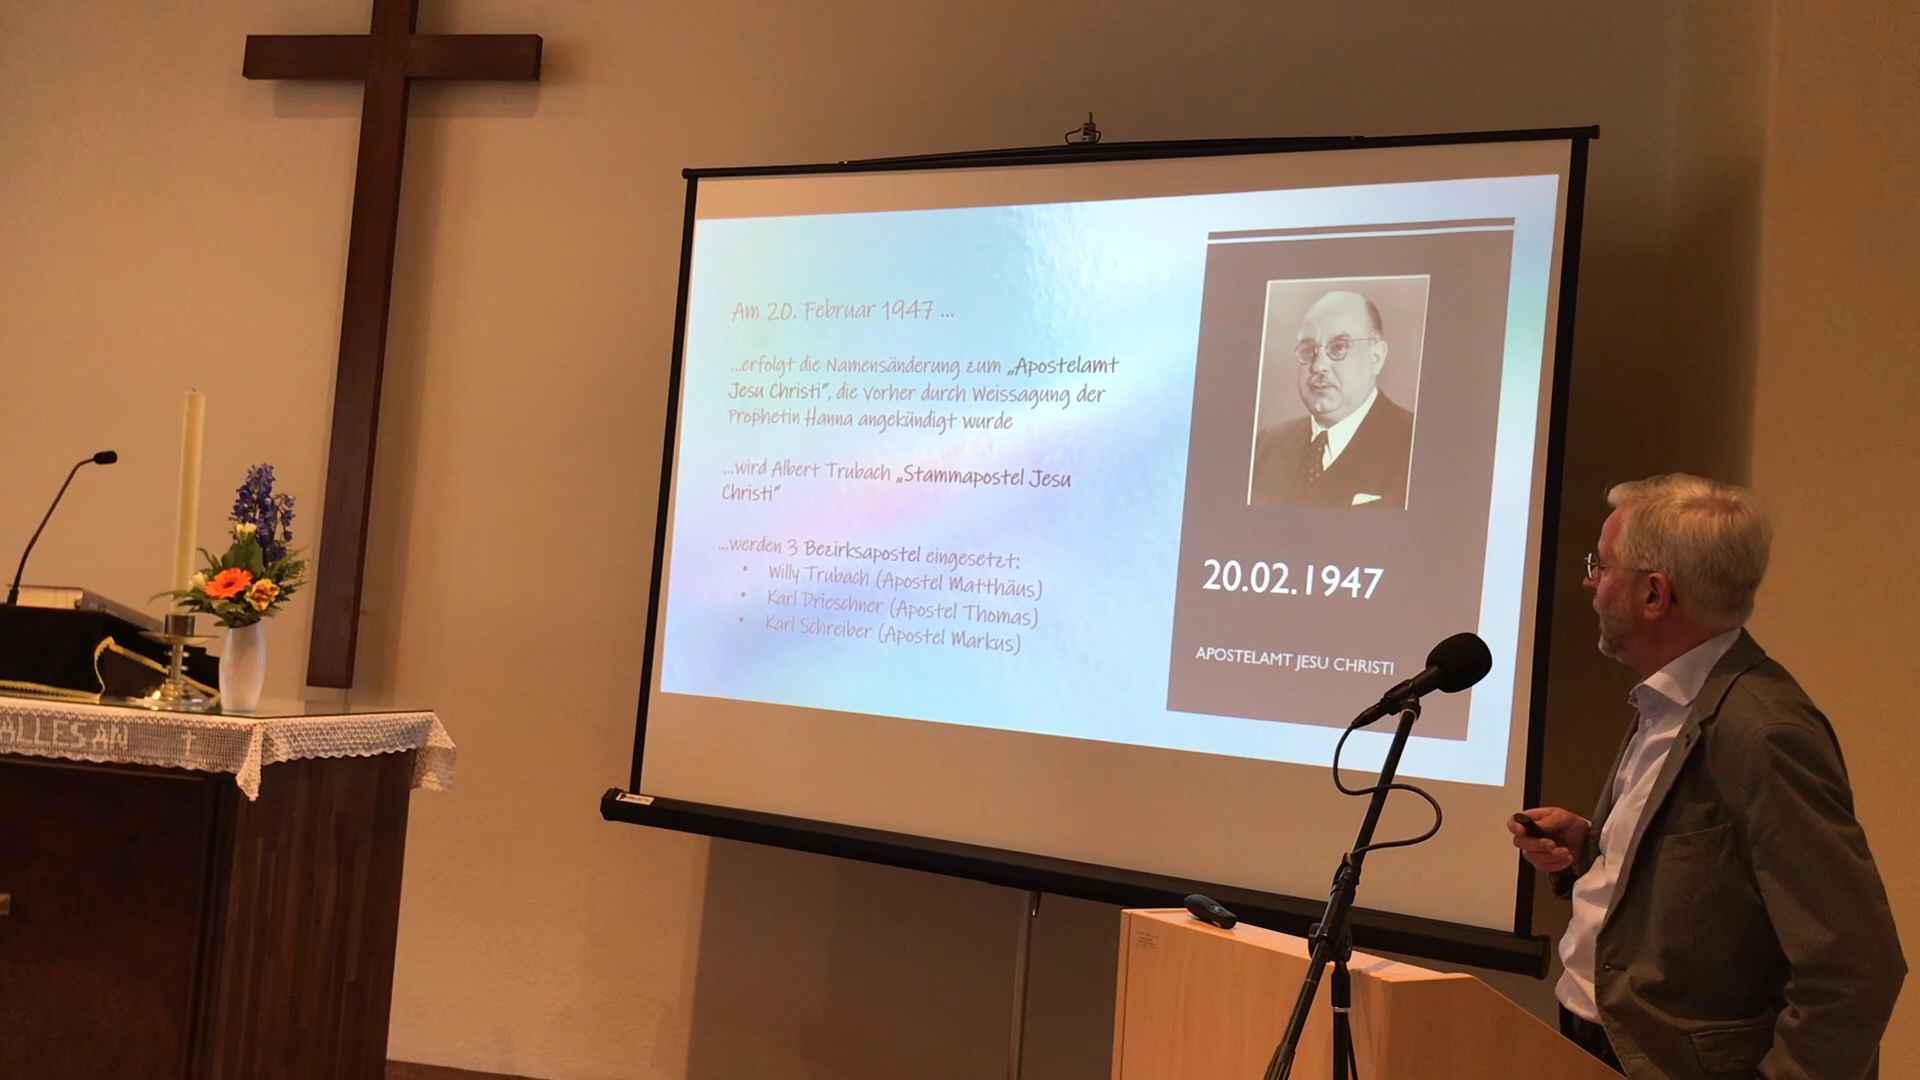 Am 20. Februar 1947 ...
...erfolgt die Namensänderung zum „Apostelamt
Jesu Christi“, die vorher durch Weissagung der
Prophetin Hanna angekündigt wurde
...wird Albert Trubach „Stammapostel Jesu
Christi“
...werden 3 Bezirksapostel eingesetzt:
• Willy Trubach (Apostel Matthäus)
• Karl Drieschner (Apostel Thomas)
• Karl Schreiber (Apostel Markus)
20.02.1947
APOSTELAMT JESU CHRISTI
ALLES AN